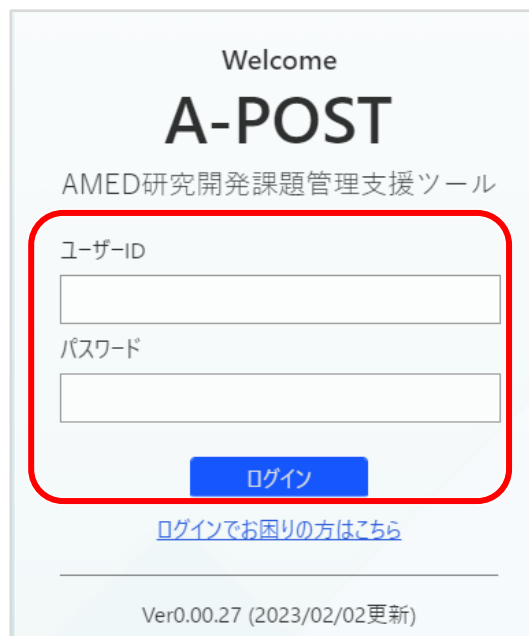 Welcome
A-POST
AMED研究開発課題管理支援ツール
ユーザーID
パスワード
ログイン
ログインでお困りの方はこちら
Ver0.00.27 (2023/02/02更新)